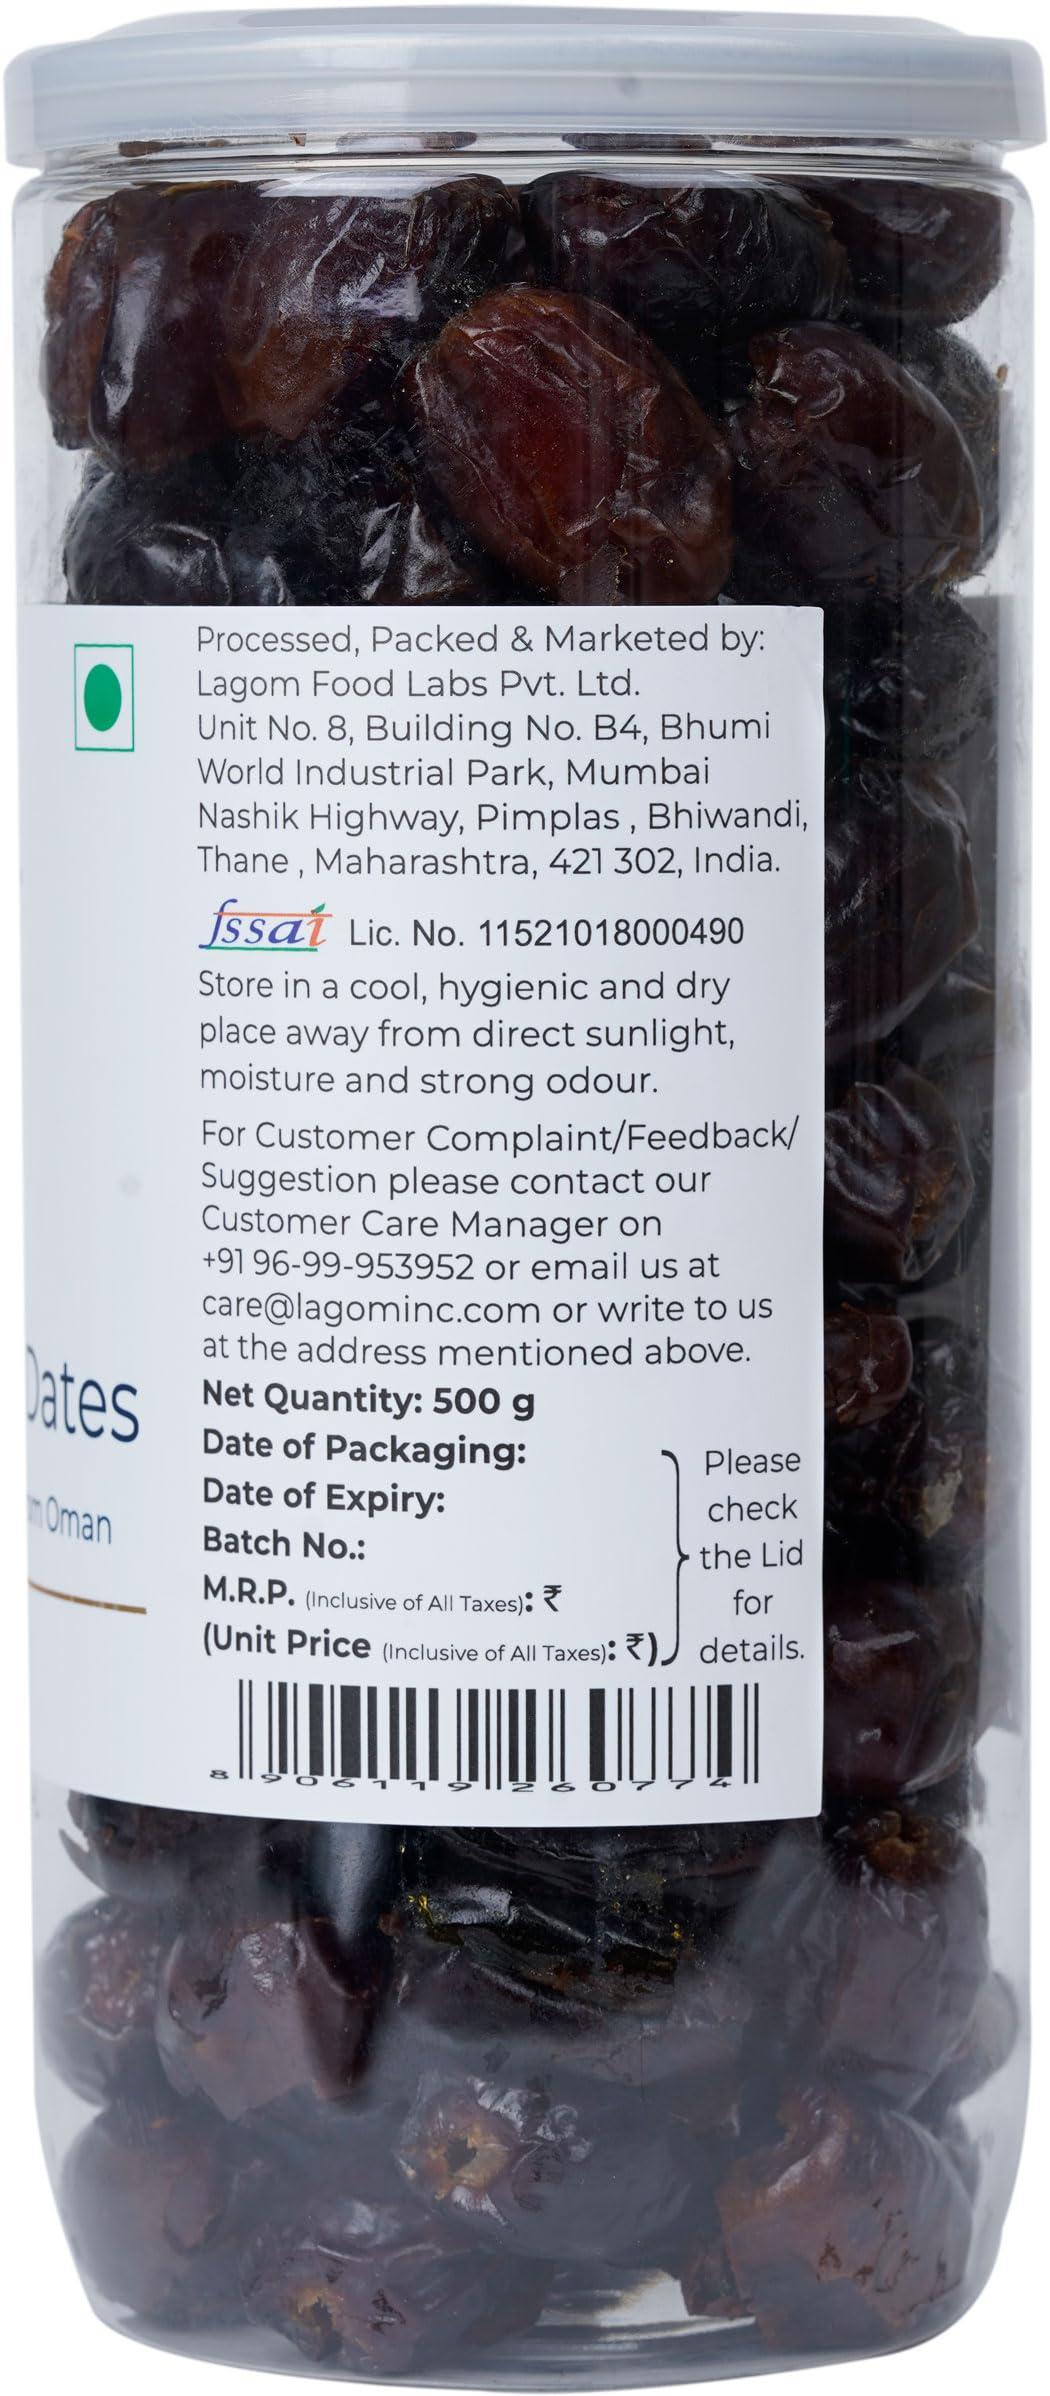 Processed, Packed & Marketed by:
Lagom Food Labs Pvt. Ltd.
Unit No. 8, Building No. B4, Bhumi
World Industrial Park, Mumbai
Nashik Highway, Pimplas , Bhiwandi,
Thane , Maharashtra, 421 302, India.
fssai Lic. No. 11521018000490
Store in a cool, hygienic and dry
place away from direct sunlight,
moisture and strong odour.
For Customer Complaint/Feedback/
Suggestion please contact our
Customer Care Manager on
+91 96-99-953952 or email us at
care@lagominc.com or write to us
at the address mentioned above.
Net Quantity: 500 g
Date of Packaging:
Date of Expiry:
Batch No.:
M.R.P. (Inclusive of All Taxes): ₹
(Unit Price (Inclusive of All Taxes): ₹)
Please
check
the Lid
for
details.
8906119260774
Dates
Oman